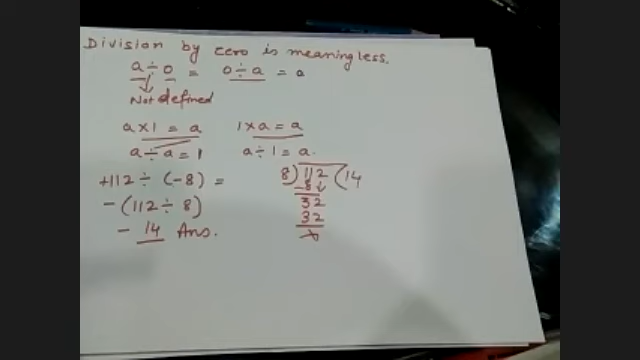 Division by cero is meaningless.
a ÷ 0 = 0 ÷ a = 0
Not defined
a × 1 = a 1 × a = a
a ÷ a = 1 a ÷ 1 = a.
+112 ÷ (-8) = 8)112(14
-(112 ÷ 8) -8
32
- 14 Ans. 32